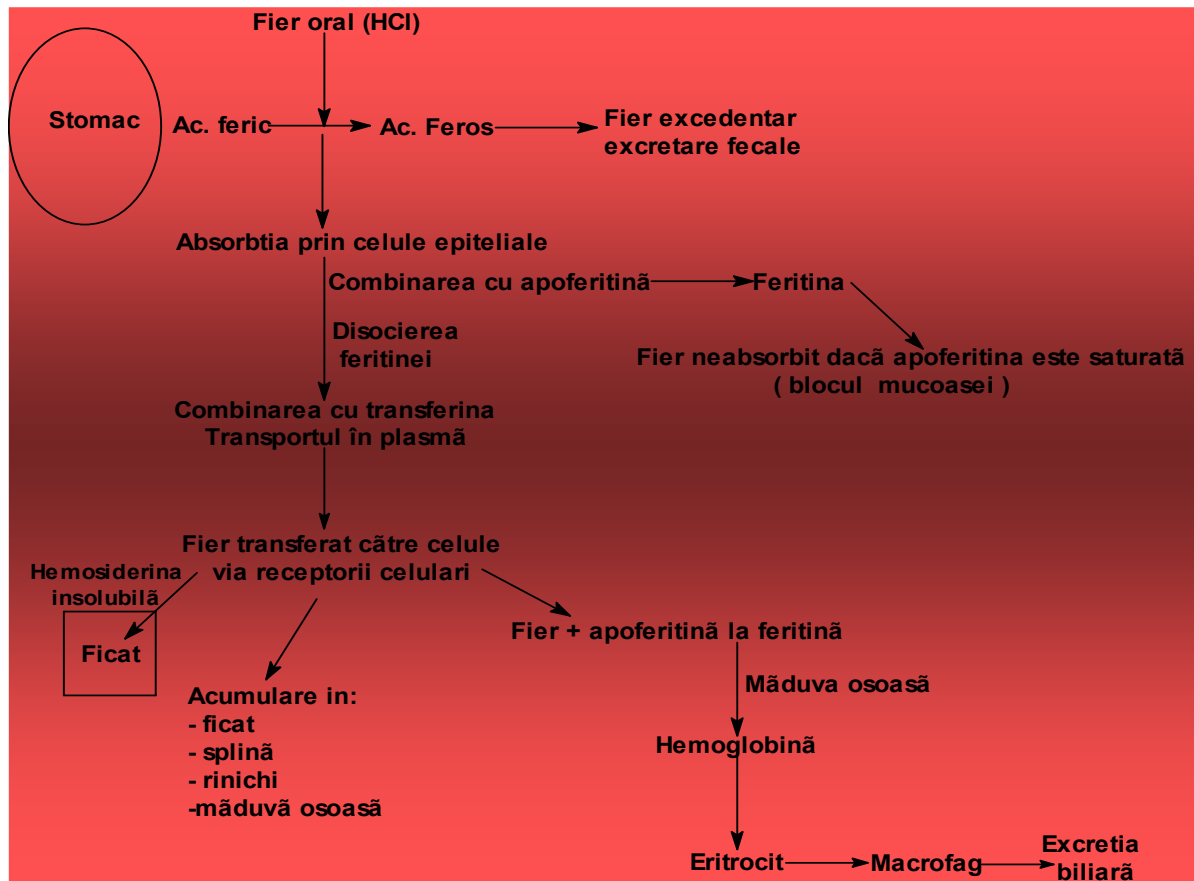 Fier oral (HCl)
Stomac
Ac. feric
Ac. Feros
Fier excedentar
excretare fecale
Absorbtia prin celule epiteliale
Combinarea cu apoferitinã
Feritina
Disocierea
feritinei
Fier neabsorbit dacã apoferitina este saturatã
( blocul mucoasei )
Combinarea cu transferina
Transportul în plasmã
Fier transferat cãtre celule
via receptorii celulari
Hemosiderina
insolubilã
Ficat
Fier + apoferitinã la feritinã
Acumulare in:
- ficat
- splinã
- rinichi
-mãduvã osoasã
Mãduva osoasã
Hemoglobinã
Eritrocit
Macrofag
Excretia
biliarã